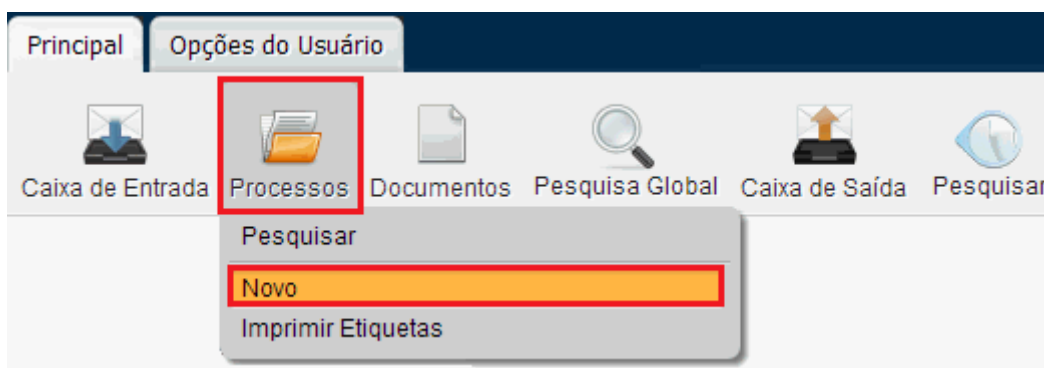 Principal Opções do Usuário
Caixa de Entrada Processos Documentos Pesquisa Global Caixa de Saída Pesquisar
Pesquisar
Novo
Imprimir Etiquetas